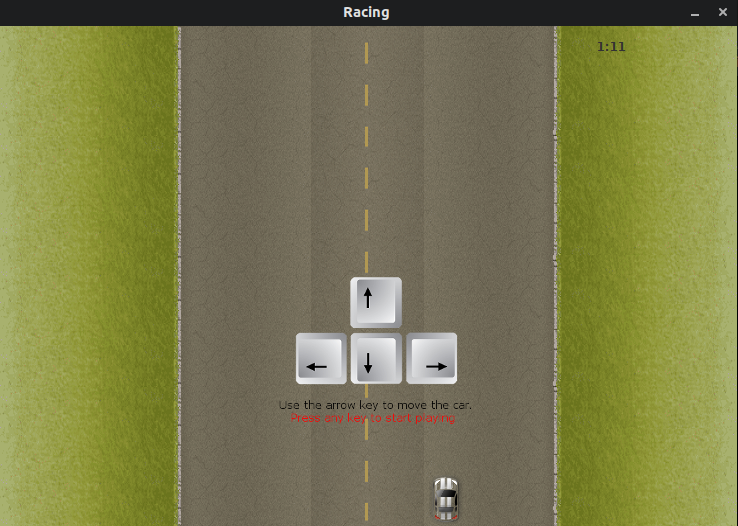 Racing
1:11
Use the arrow key to move the car.
Press any key to start playing